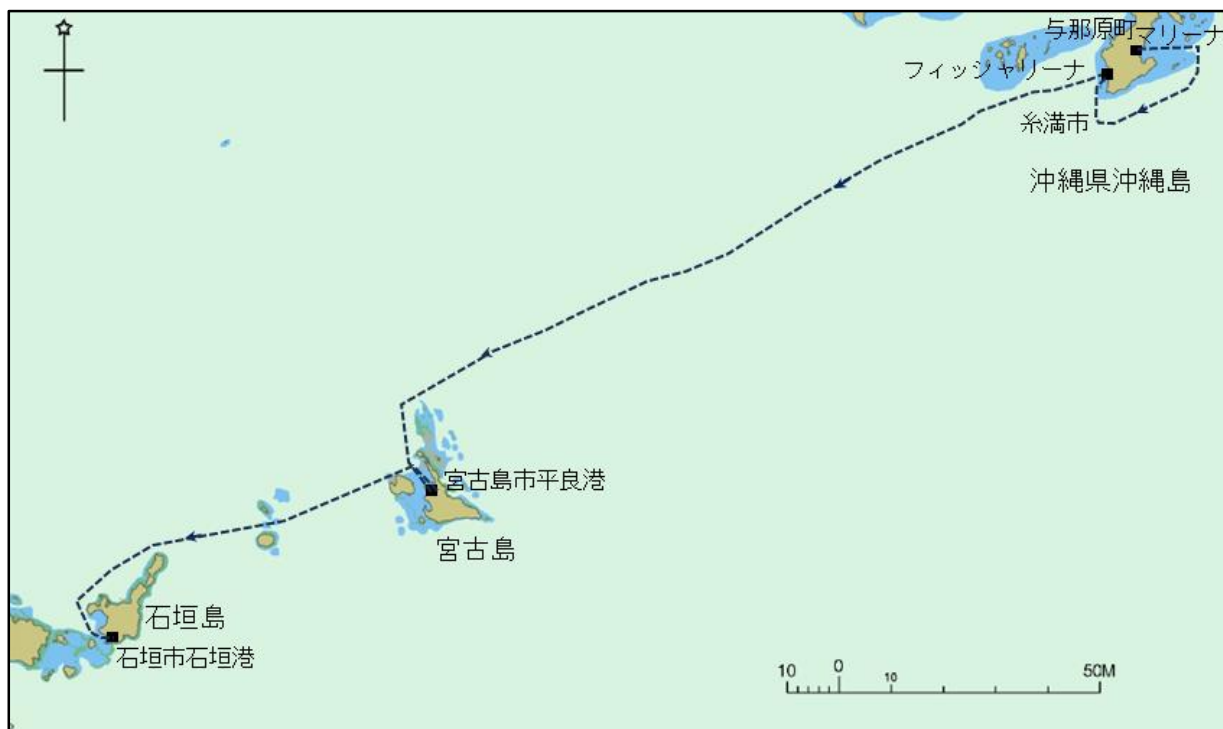 与那原町マリーナ
フィッシャリーナ
糸満市
沖縄県沖縄島
宮古島市平良港
宮古島
石垣島
石垣市石垣港
10 0 10 50M